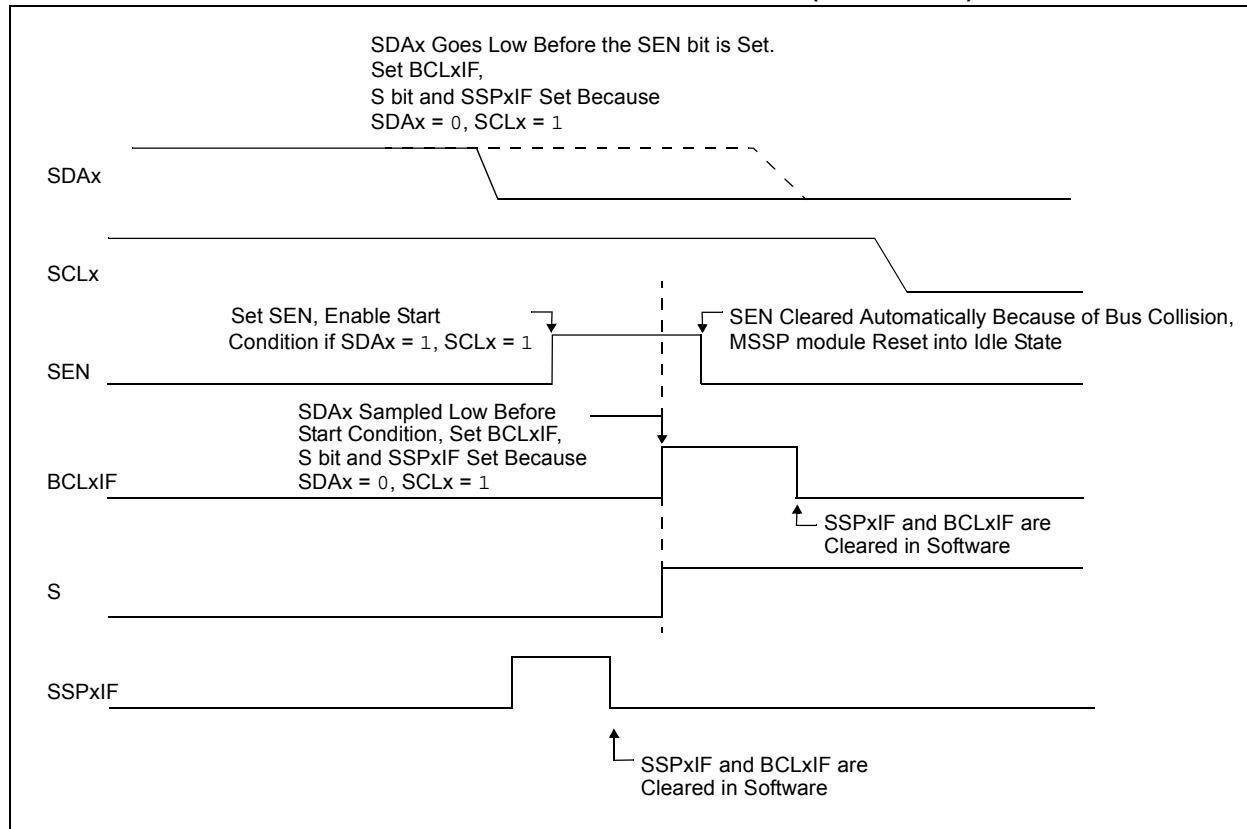 SDAx Goes Low Before the SEN bit is Set.
Set BCLxIF,
S bit and SSPxIF Set Because
SDAx = 0, SCLx = 1
SDAx
SCLx
Set SEN, Enable Start
Condition if SDAx = 1, SCLx = 1
SEN Cleared Automatically Because of Bus Collision,
MSSP module Reset into Idle State
SEN
SDAx Sampled Low Before
Start Condition, Set BCLxIF,
S bit and SSPxIF Set Because
SDAx = 0, SCLx = 1
BCLxIF
SSPxIF and BCLxIF are
Cleared in Software
S
SSPxIF
SSPxIF and BCLxIF are
Cleared in Software